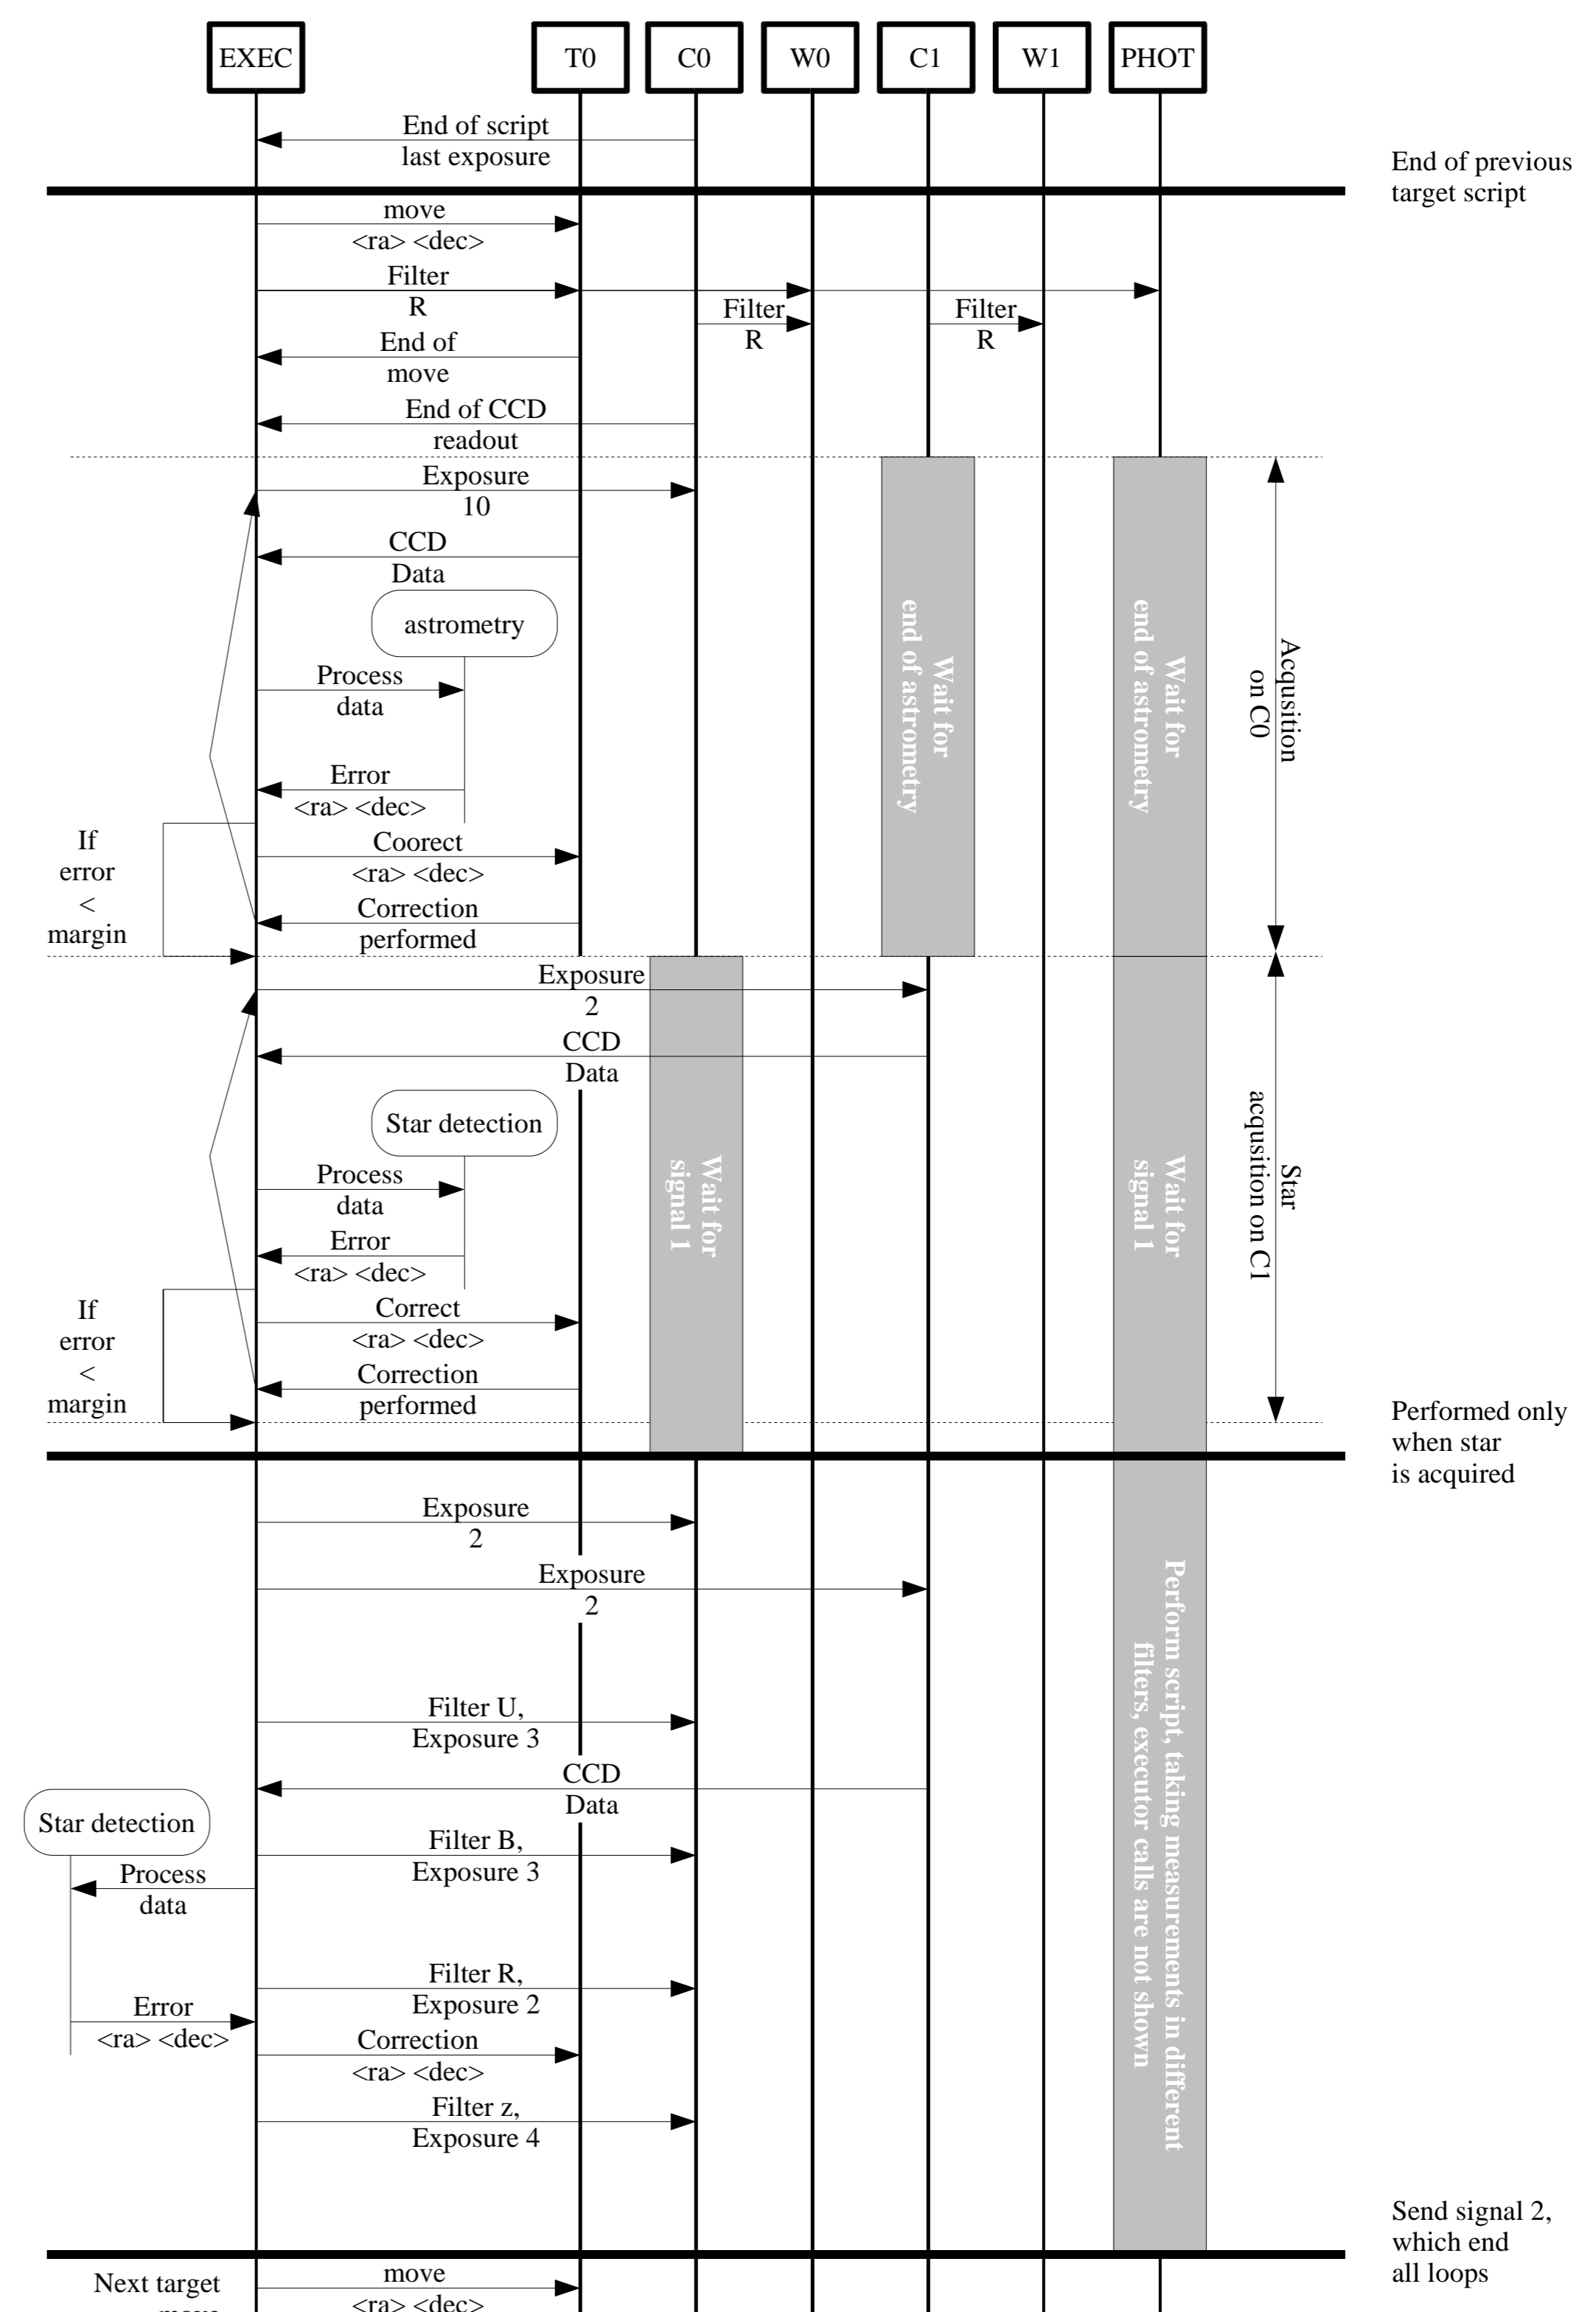 EXEC
T0
C0
W0
C1
W1
PHOT
End of script
last exposure
End of previous
target script
move
<ra> <dec>
Filter
R
Filter
R
Filter
R
End of
move
End of CCD
readout
Exposure
10
CCD
Data
astrometry
Process
data
Error
<ra> <dec>
If
error
<
margin
Coorect
<ra> <dec>
Correction
performed
Wait for
end of astrometry
Wait for
end of astrometry
Acqusition
on C0
Exposure
2
CCD
Data
Star detection
Process
data
Error
<ra> <dec>
If
error
<
margin
Correct
<ra> <dec>
Correction
performed
Wait for
signal 1
Wait for
signal 1
Star
acqusition on C1
Performed only
when star
is acquired
Exposure
2
Exposure
2
Filter U,
Exposure 3
CCD
Data
Star detection
Filter B,
Exposure 3
Process
data
Filter R,
Exposure 2
Error
<ra> <dec>
Correction
<ra> <dec>
Filter z,
Exposure 4
Perform script, taking measurements in different
filters, executor calls are not shown
Send signal 2,
which end
all loops
Next target
move
<ra> <dec>